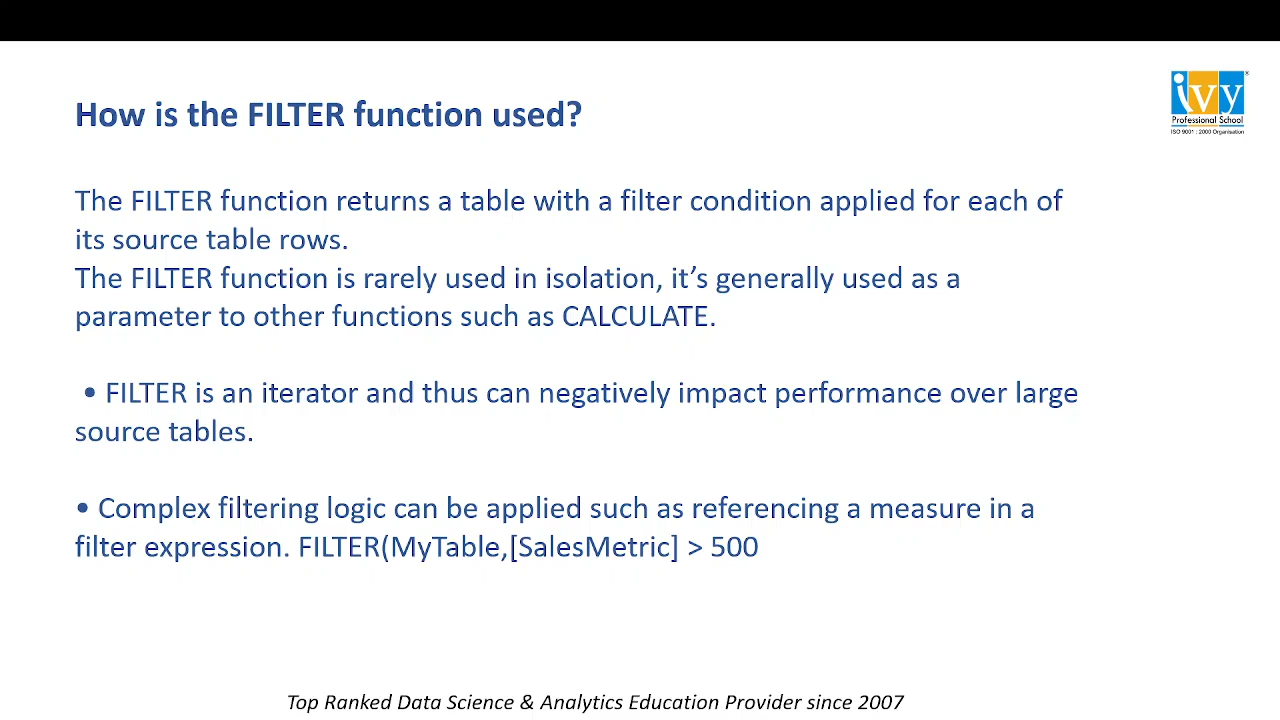 How is the FILTER function used?
ivy
®
Professional School
ISO 9001 : 2000 Organisation
The FILTER function returns a table with a filter condition applied for each of
its source table rows.
The FILTER function is rarely used in isolation, it’s generally used as a
parameter to other functions such as CALCULATE.
• FILTER is an iterator and thus can negatively impact performance over large
source tables.
• Complex filtering logic can be applied such as referencing a measure in a
filter expression. FILTER(MyTable,[SalesMetric] > 500
Top Ranked Data Science & Analytics Education Provider since 2007